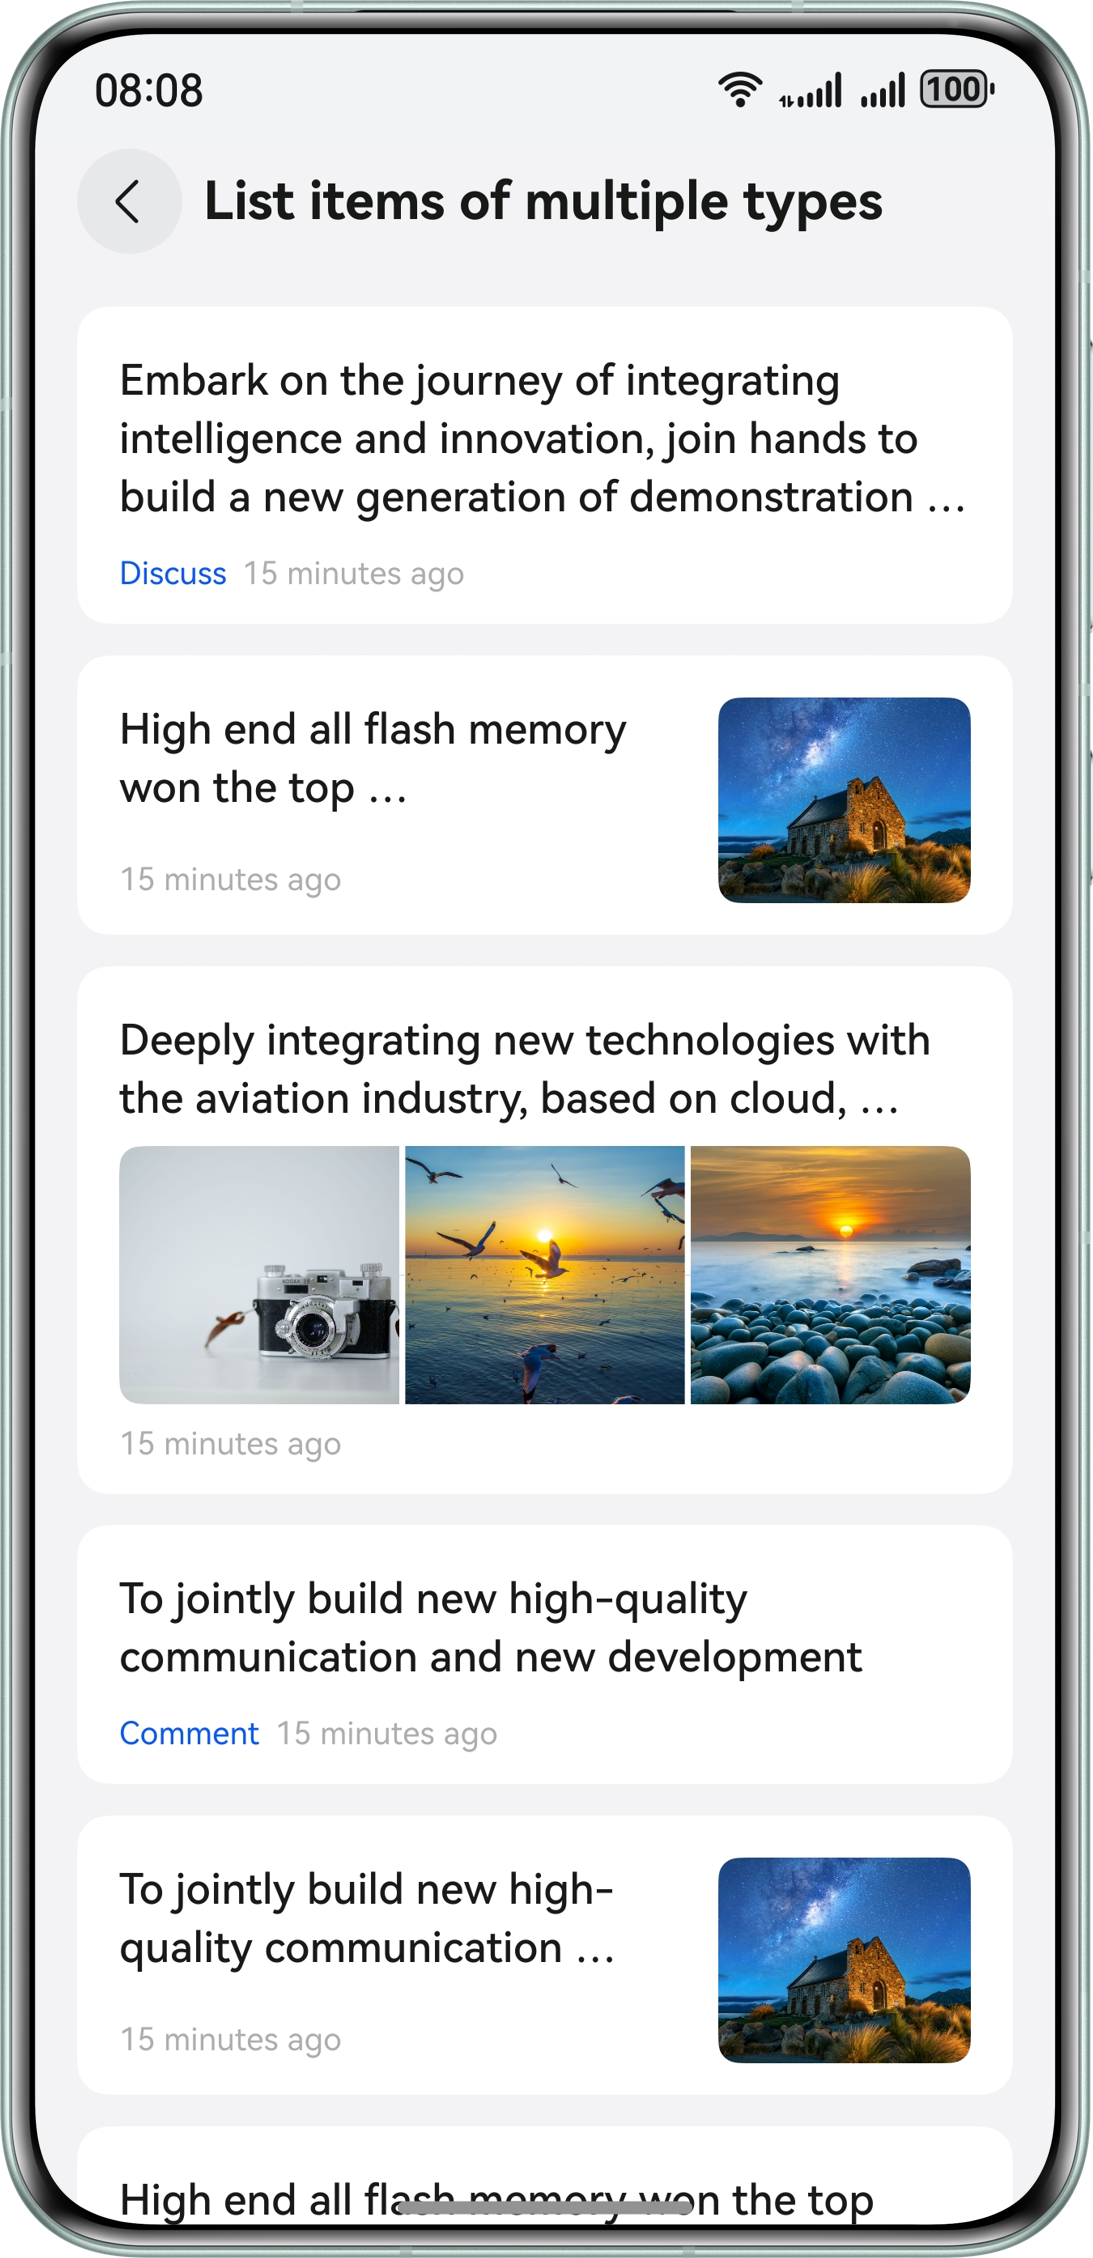 08:08
100
List items of multiple types
Embark on the journey of integrating
intelligence and innovation, join hands to
build a new generation of demonstration ...
Discuss 15 minutes ago
High end all flash memory
won the top ...
15 minutes ago
Deeply integrating new technologies with
the aviation industry, based on cloud, ...
15 minutes ago
To jointly build new high-quality
communication and new development
Comment 15 minutes ago
To jointly build new high-
quality communication ...
15 minutes ago
High end all flash memory won the top